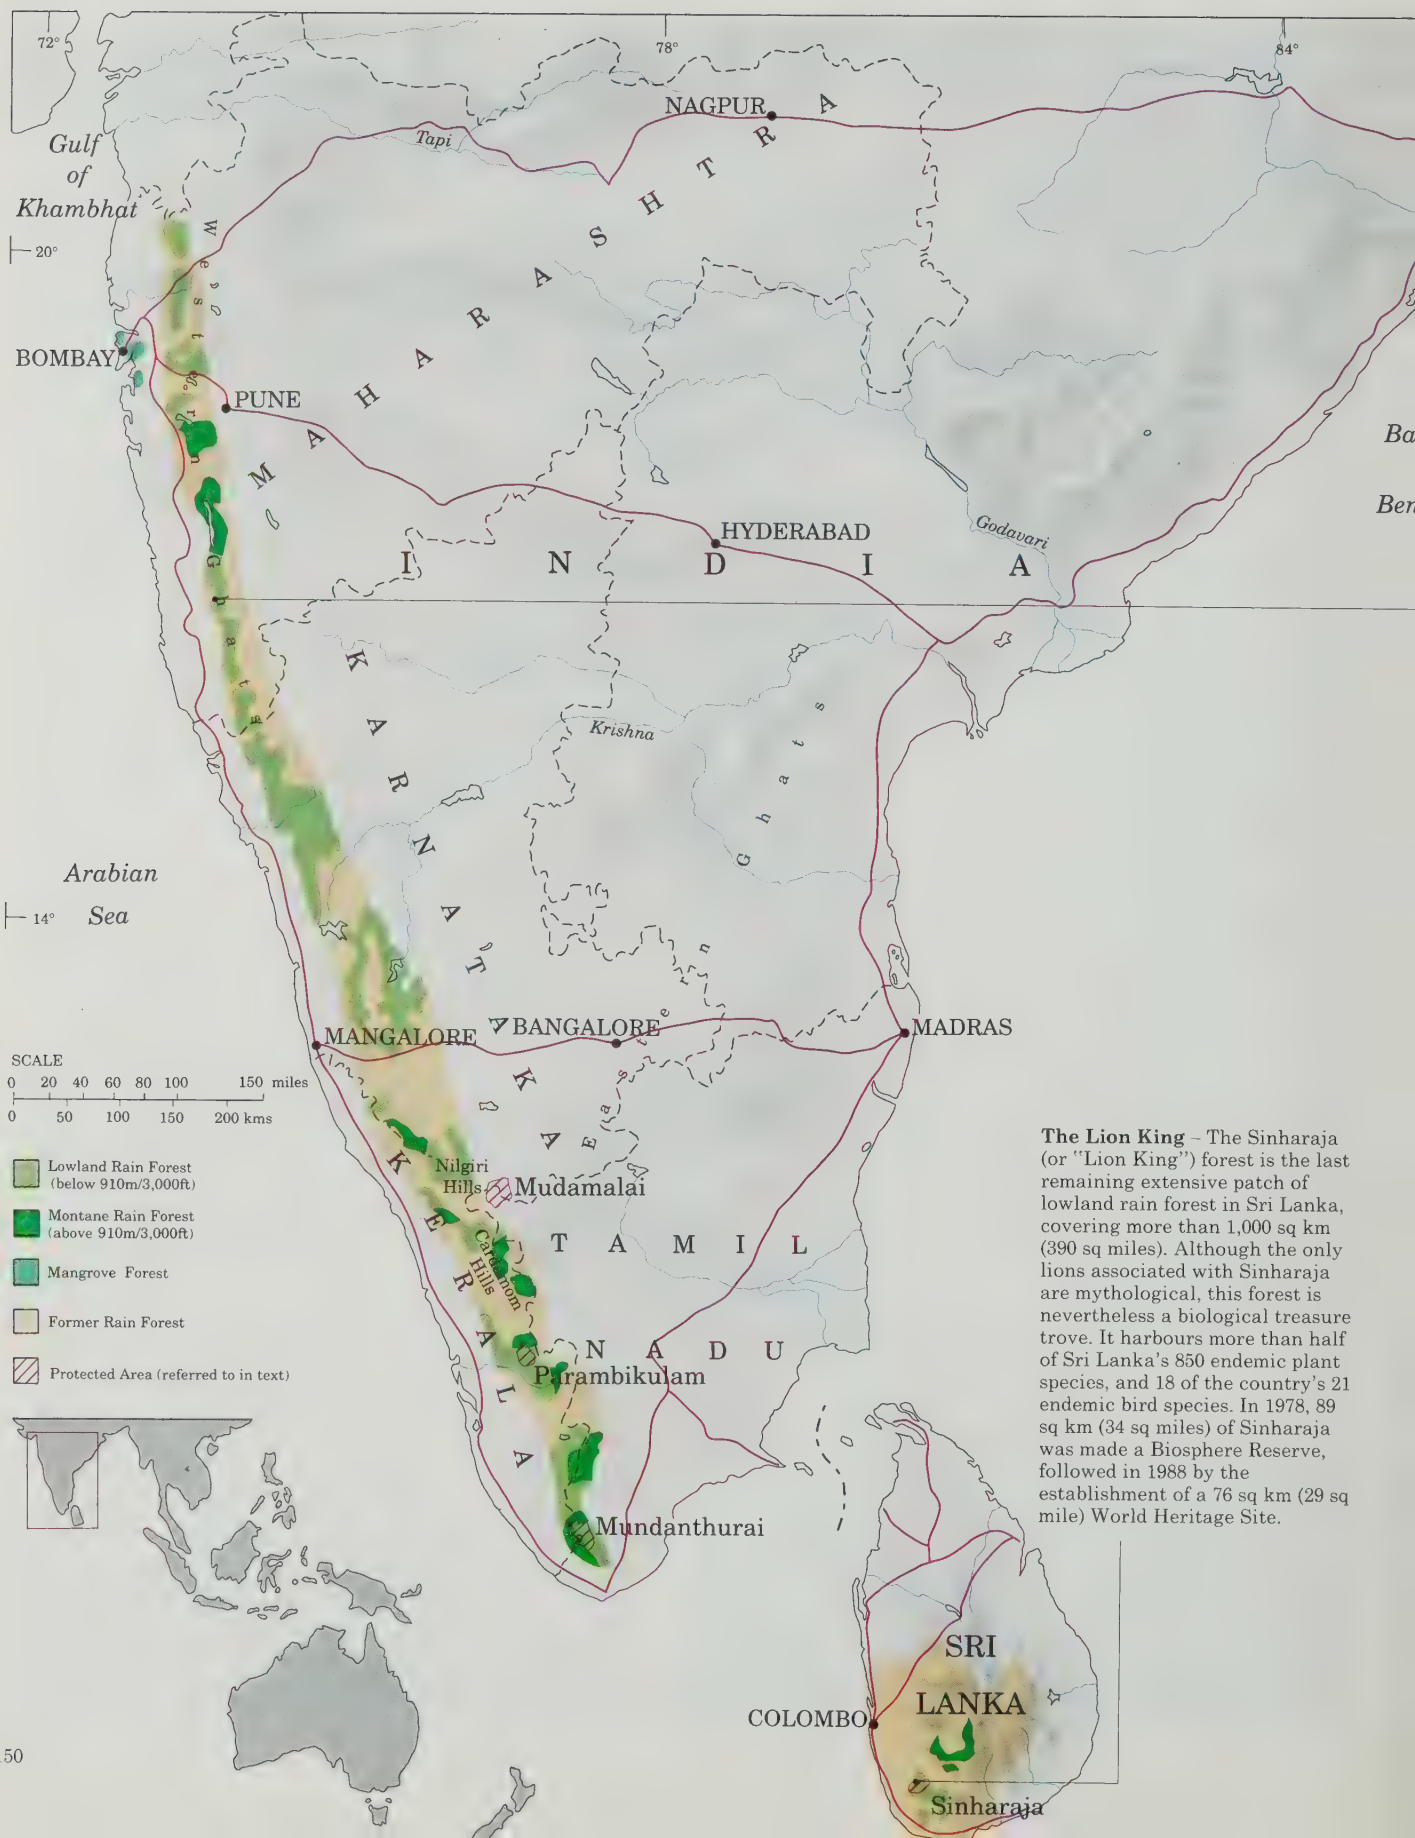 72°
78°
84°
NAGPUR
Tapi
Gulf
of
Khambhat
20°
MAHARASHTRA
Western Ghats
BOMBAY
PUNE
Ba
Ben
HYDERABAD
Godavari
INDIA
KARNATAKA
Krishna
Eastern Ghats
Arabian
Sea
14°
MANGALORE
BANGALORE
MADRAS
SCALE
0 20 40 60 80 100 150 miles
0 50 100 150 200 kms
Lowland Rain Forest
(below 910m/3,000ft)
Montane Rain Forest
(above 910m/3,000ft)
Mangrove Forest
Former Rain Forest
Protected Area (referred to in text)
Nilgiri
Hills
Mudamalai
KERALA
Cardamom
Hills
TAMIL
NADU
Parambikulam
Mundanthurai
The Lion King – The Sinharaja
(or "Lion King") forest is the last
remaining extensive patch of
lowland rain forest in Sri Lanka,
covering more than 1,000 sq km
(390 sq miles). Although the only
lions associated with Sinharaja
are mythological, this forest is
nevertheless a biological treasure
trove. It harbours more than half
of Sri Lanka's 850 endemic plant
species, and 18 of the country's 21
endemic bird species. In 1978, 89
sq km (34 sq miles) of Sinharaja
was made a Biosphere Reserve,
followed in 1988 by the
establishment of a 76 sq km (29 sq
mile) World Heritage Site.
SRI
LANKA
COLOMBO
Sinharaja
50